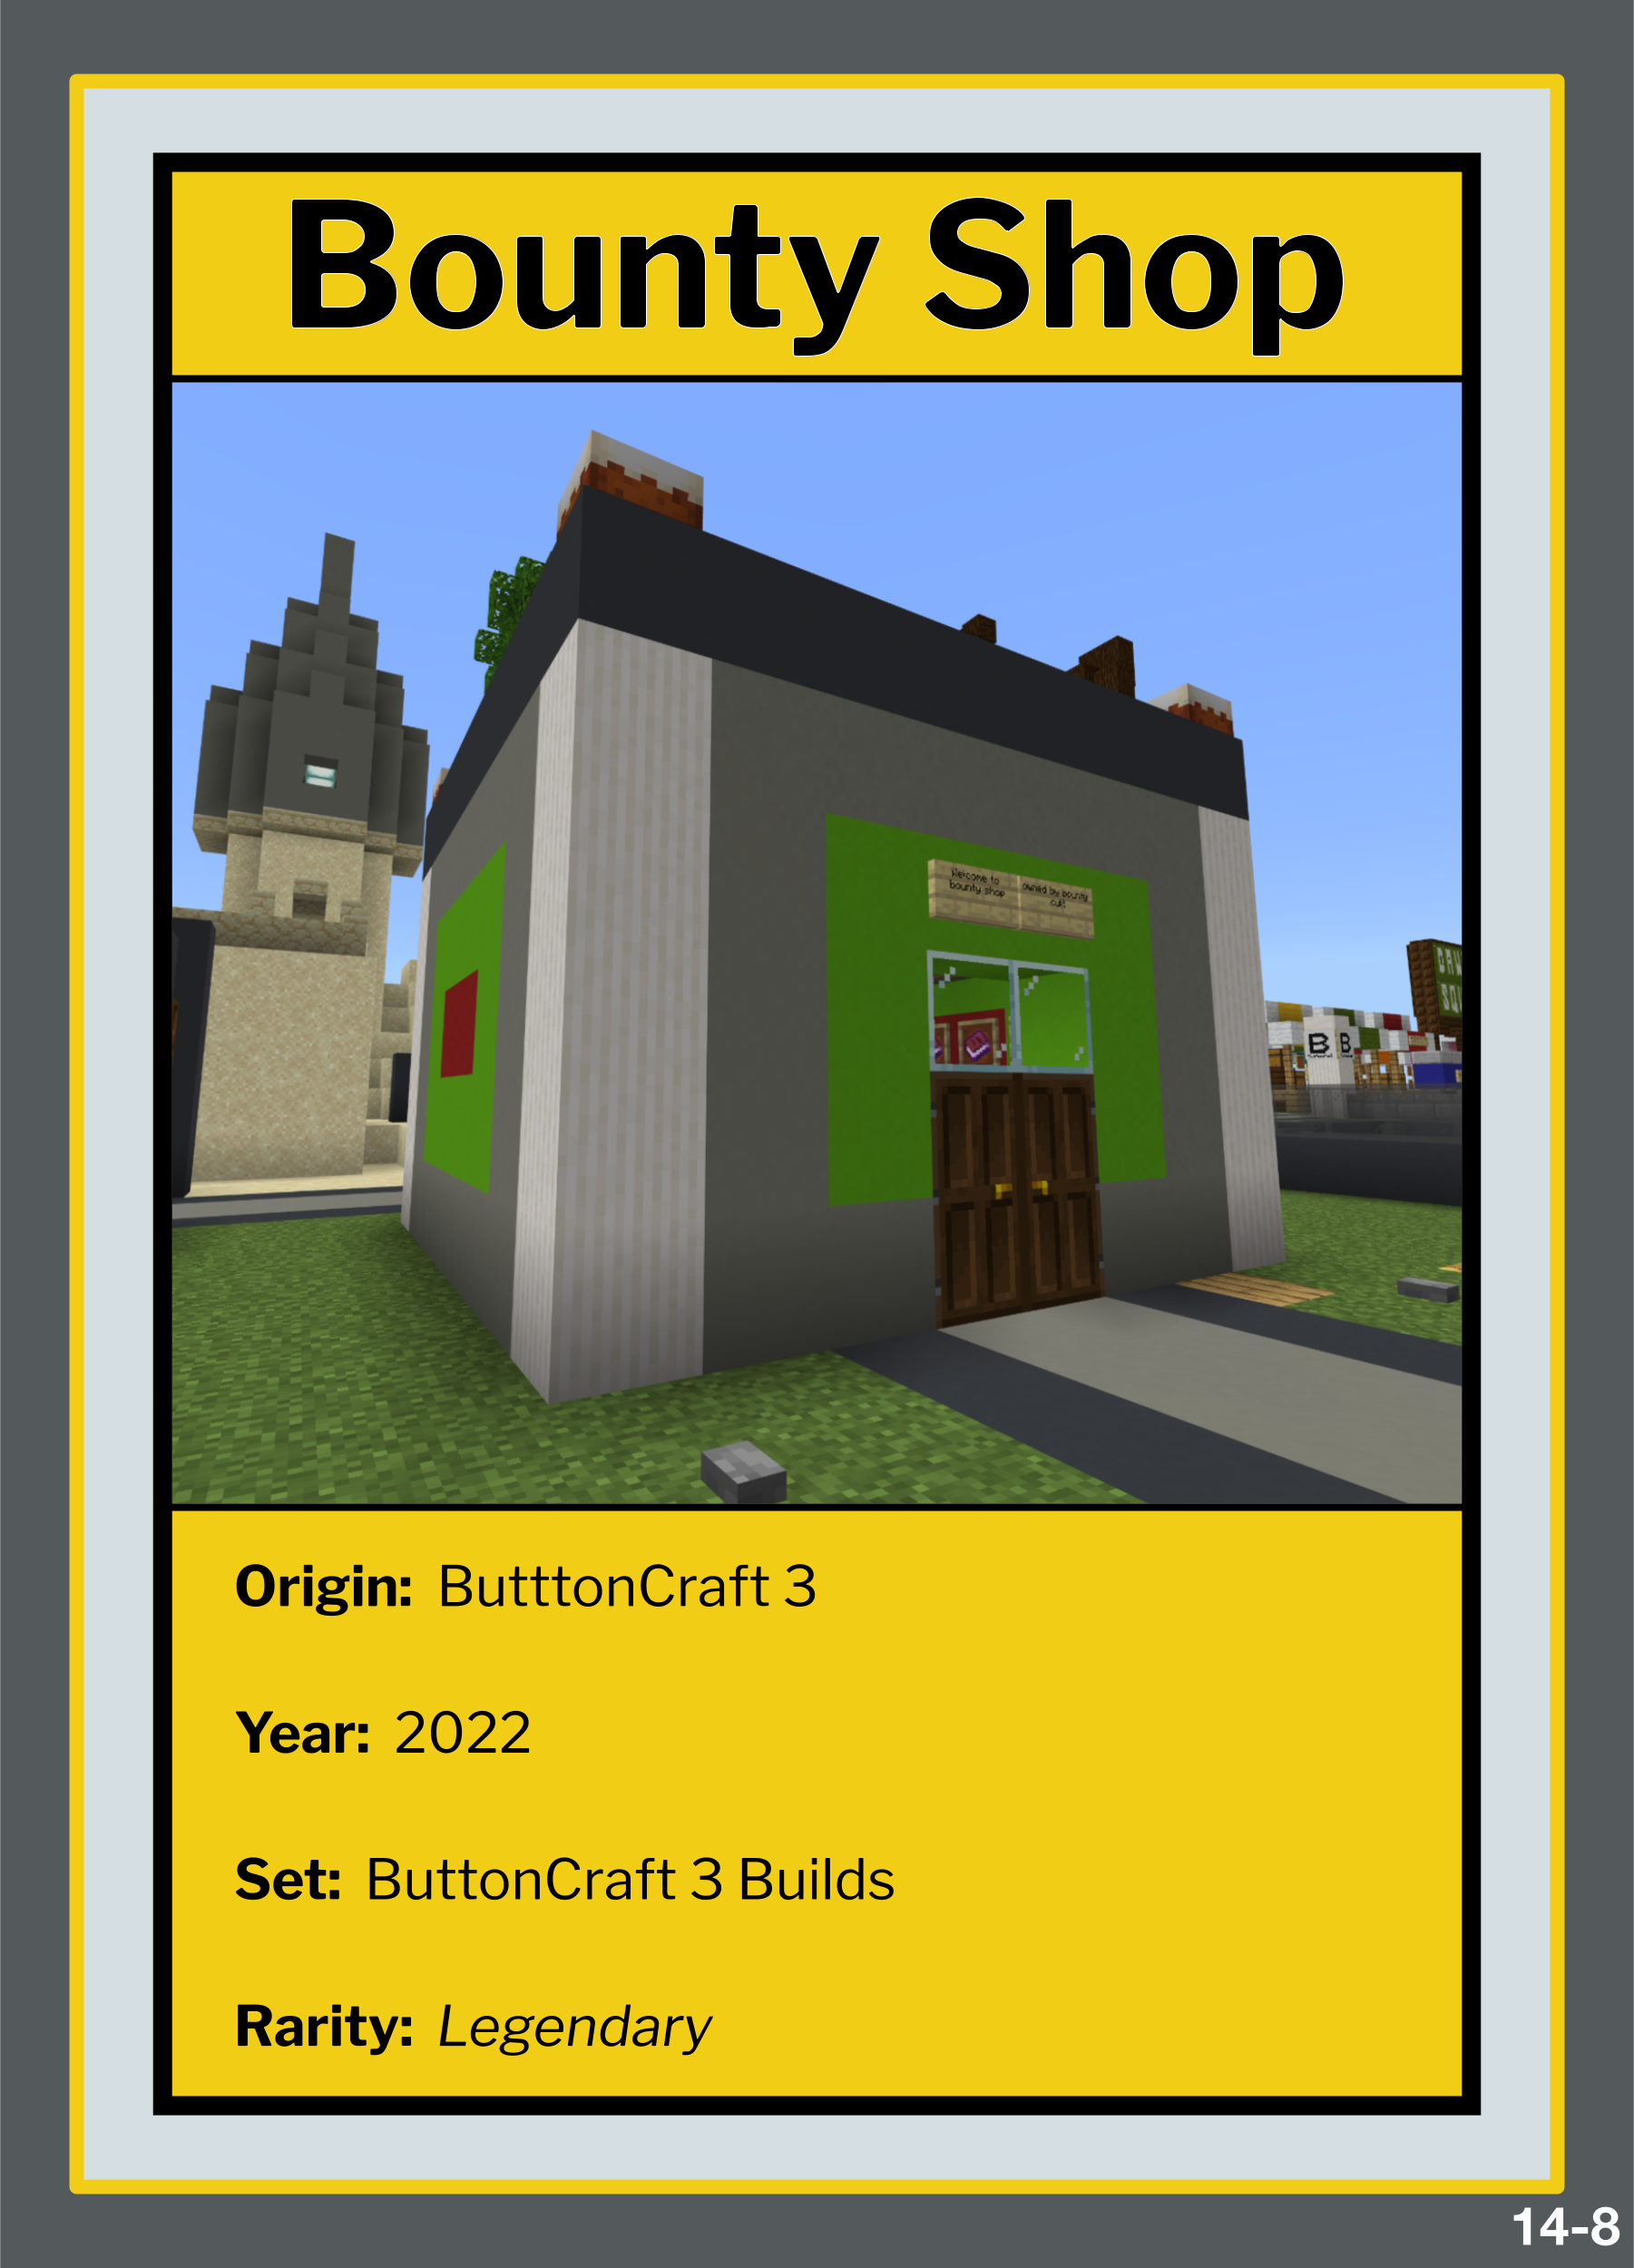 Bounty Shop
Welcome to
bounty shop
owned by bounty
cult
B B
Origin: ButttonCraft 3
Year: 2022
Set: ButtonCraft 3 Builds
Rarity: Legendary
14-8